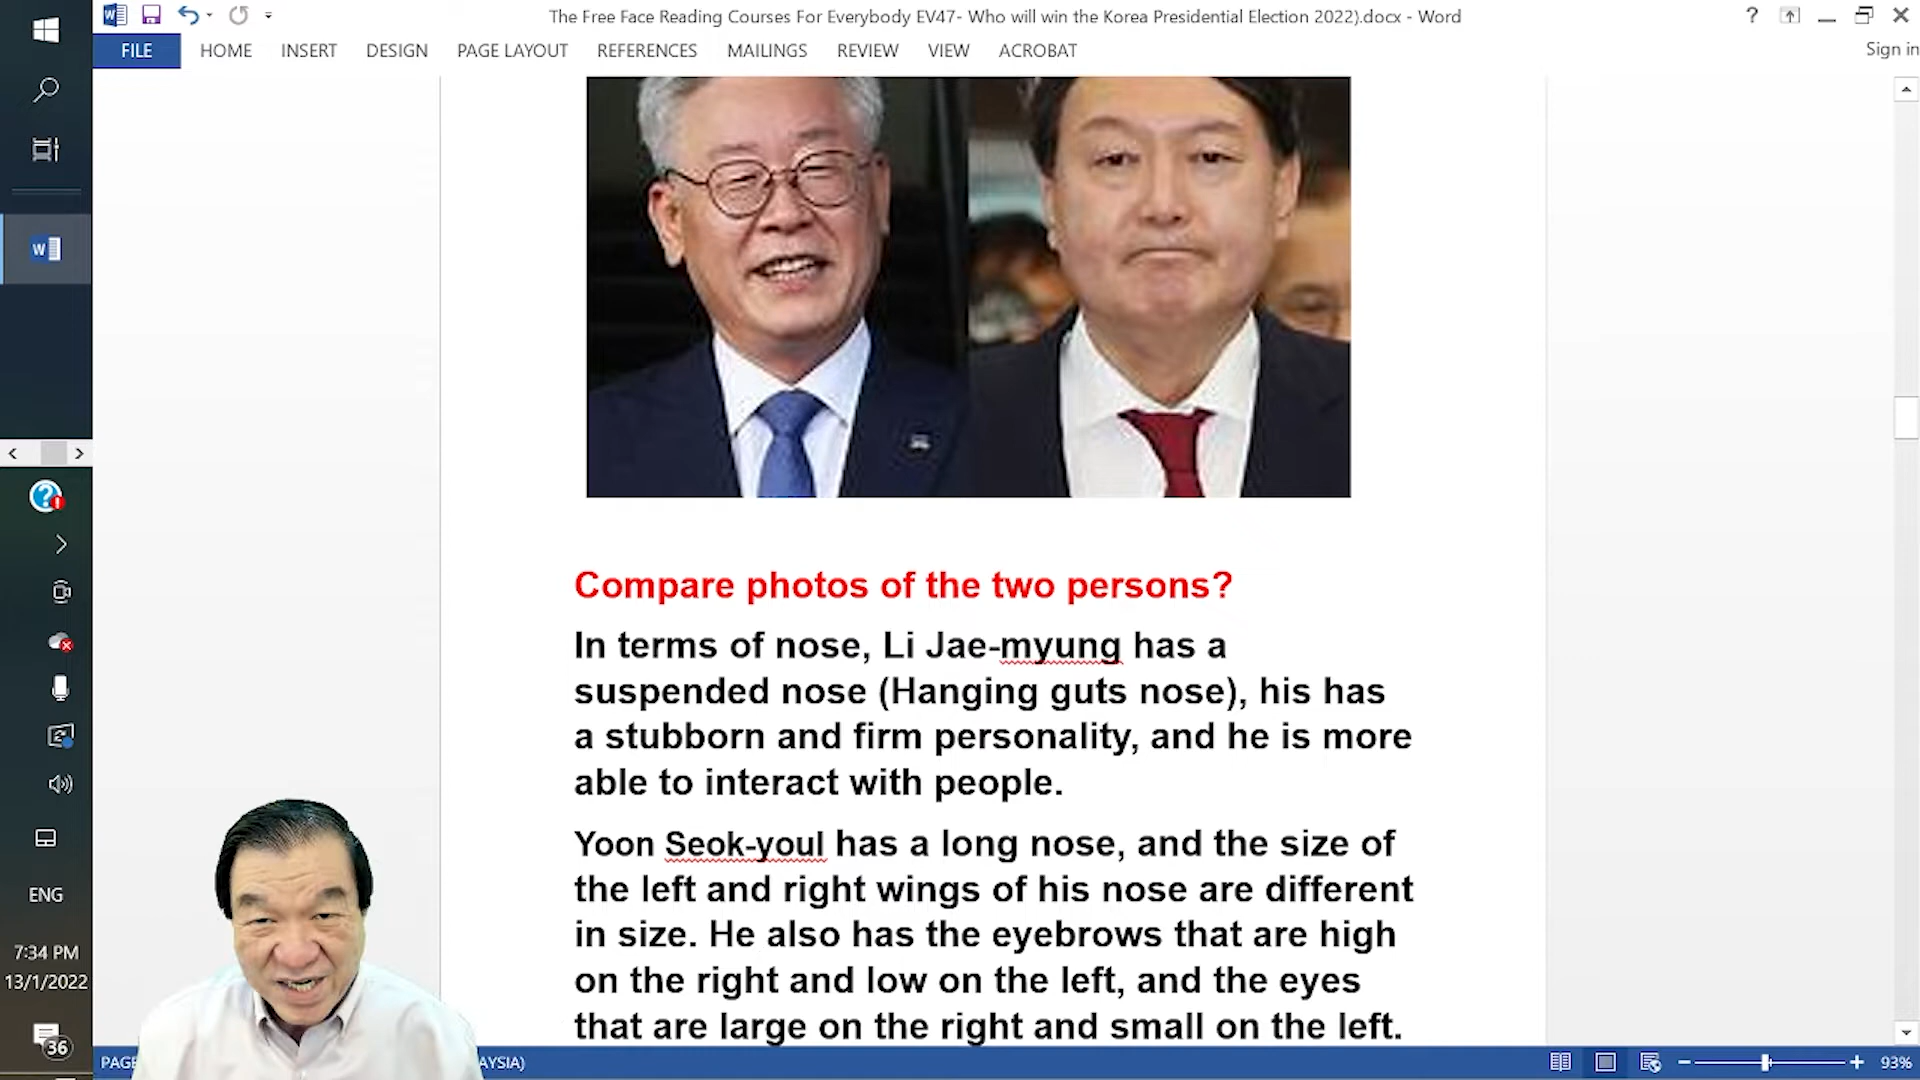 The Free Face Reading Courses For Everybody EV47- Who will win the Korea Presidential Election 2022).docx - Word
FILE HOME INSERT DESIGN PAGE LAYOUT REFERENCES MAILINGS REVIEW VIEW ACROBAT
Sign in
Compare photos of the two persons?
In terms of nose, Li Jae-myung has a
suspended nose (Hanging guts nose), his has
a stubborn and firm personality, and he is more
able to interact with people.
Yoon Seok-youl has a long nose, and the size of
the left and right wings of his nose are different
in size. He also has the eyebrows that are high
on the right and low on the left, and the eyes
that are large on the right and small on the left.
ENG
7:34 PM
13/1/2022
36
PAGE
AYSIA)
93%